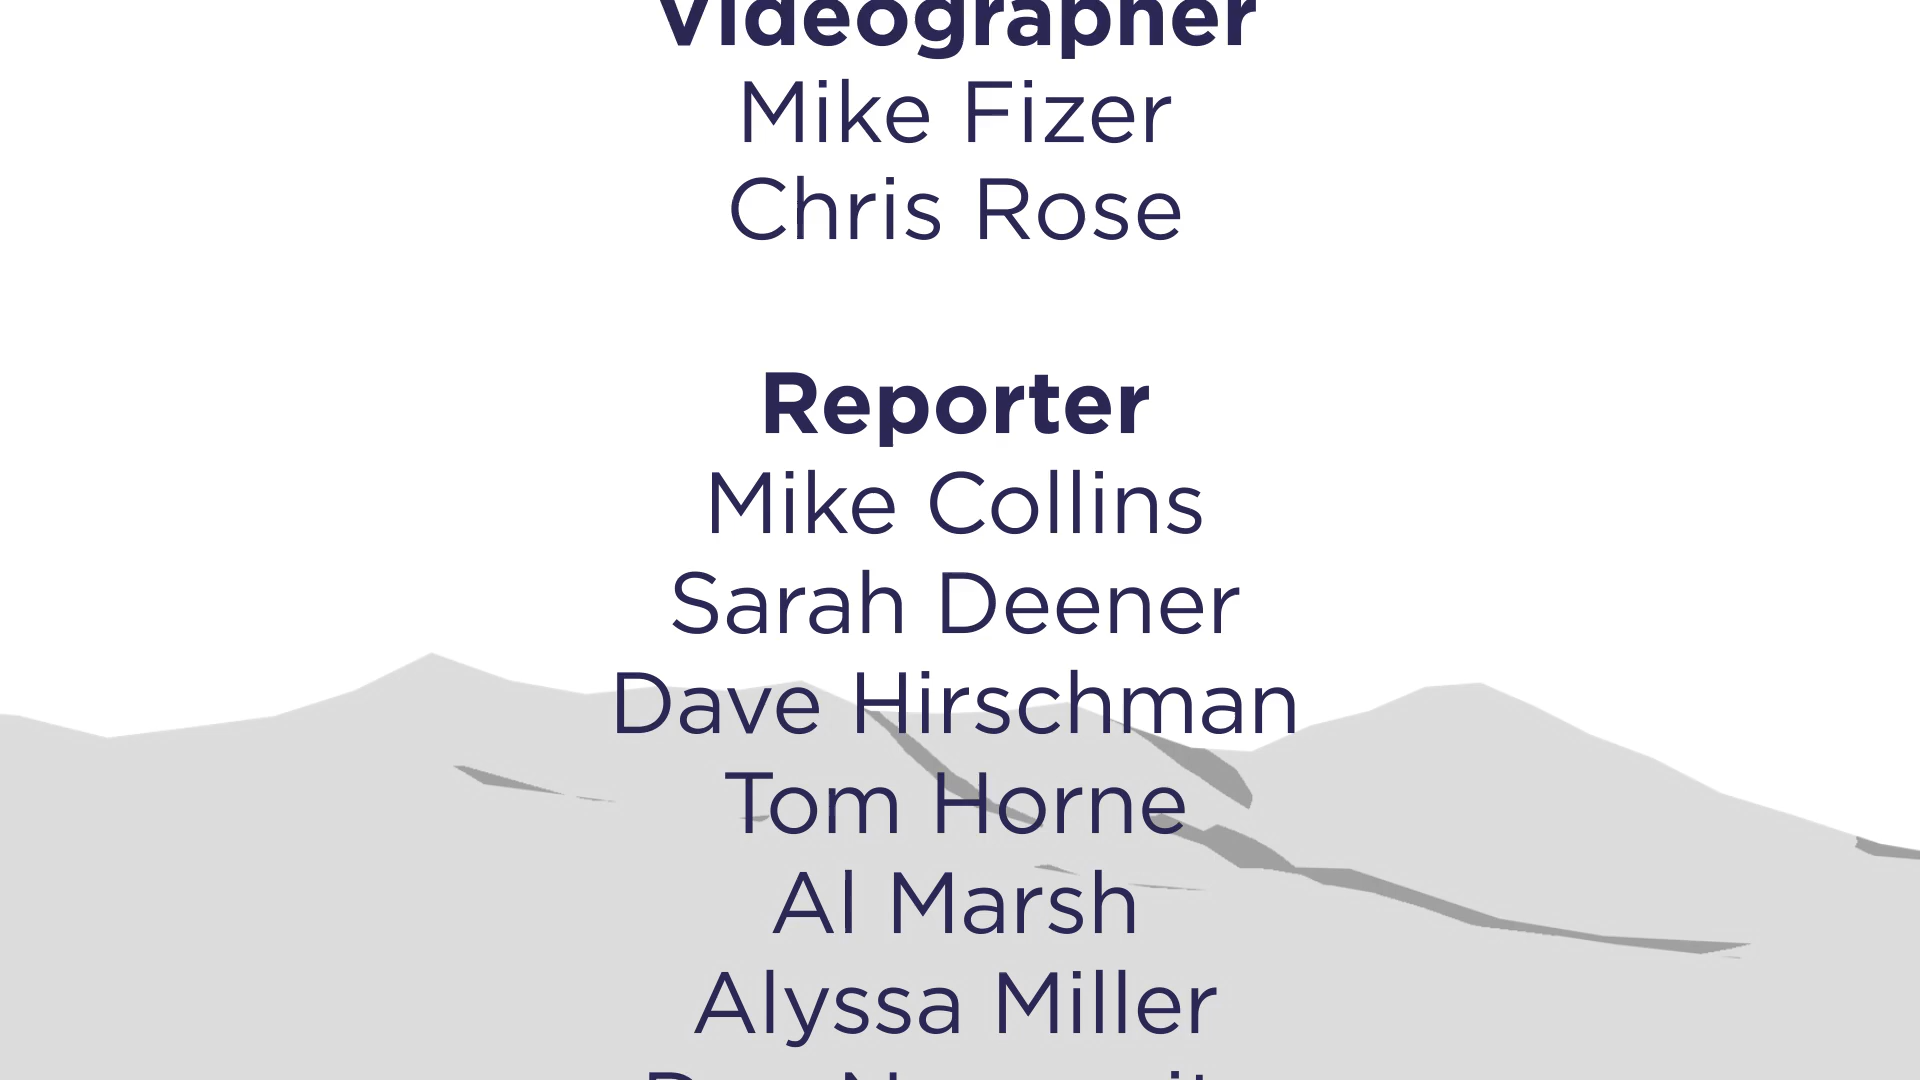 Videographer
Mike Fizer
Chris Rose
Reporter
Mike Collins
Sarah Deener
Dave Hirschman
Tom Horne
Al Marsh
Alyssa Miller